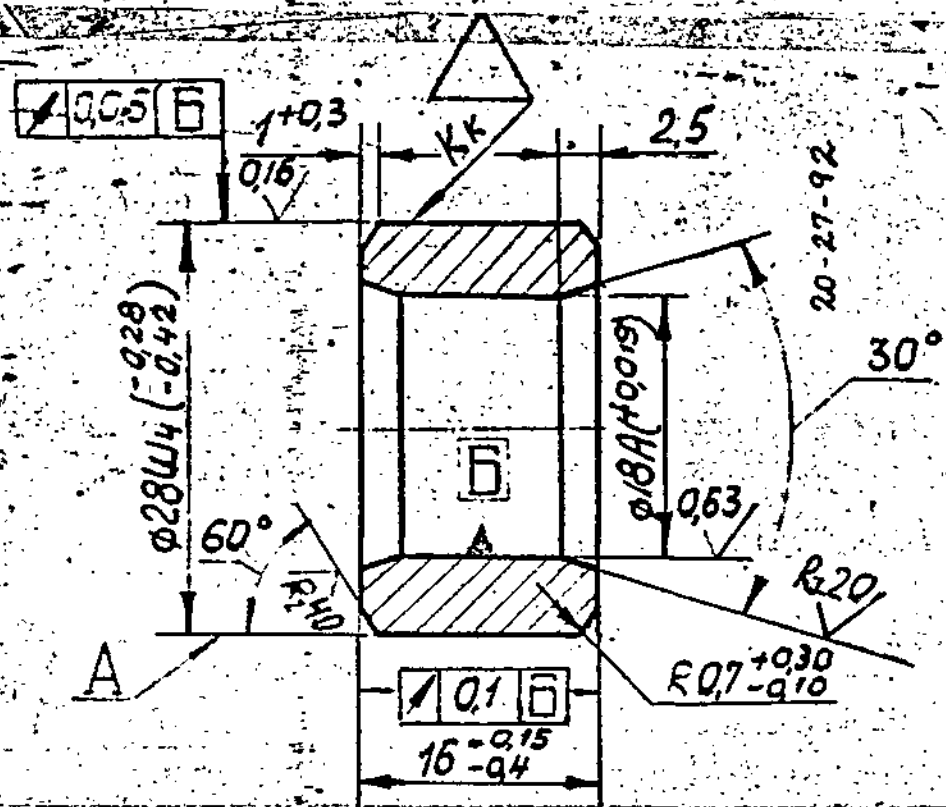 0,05 Б
1+0,3
0,16
Кк
2,5
20-27-92
ϕ28Ш4 (-0,28 -0,42)
60°
Rz40
А
Б
ϕ18А(+0,019)
0,63
30°
Rz20
R0,7 +0,30 -0,10
0,1 Б
16 -0,15 -0,4